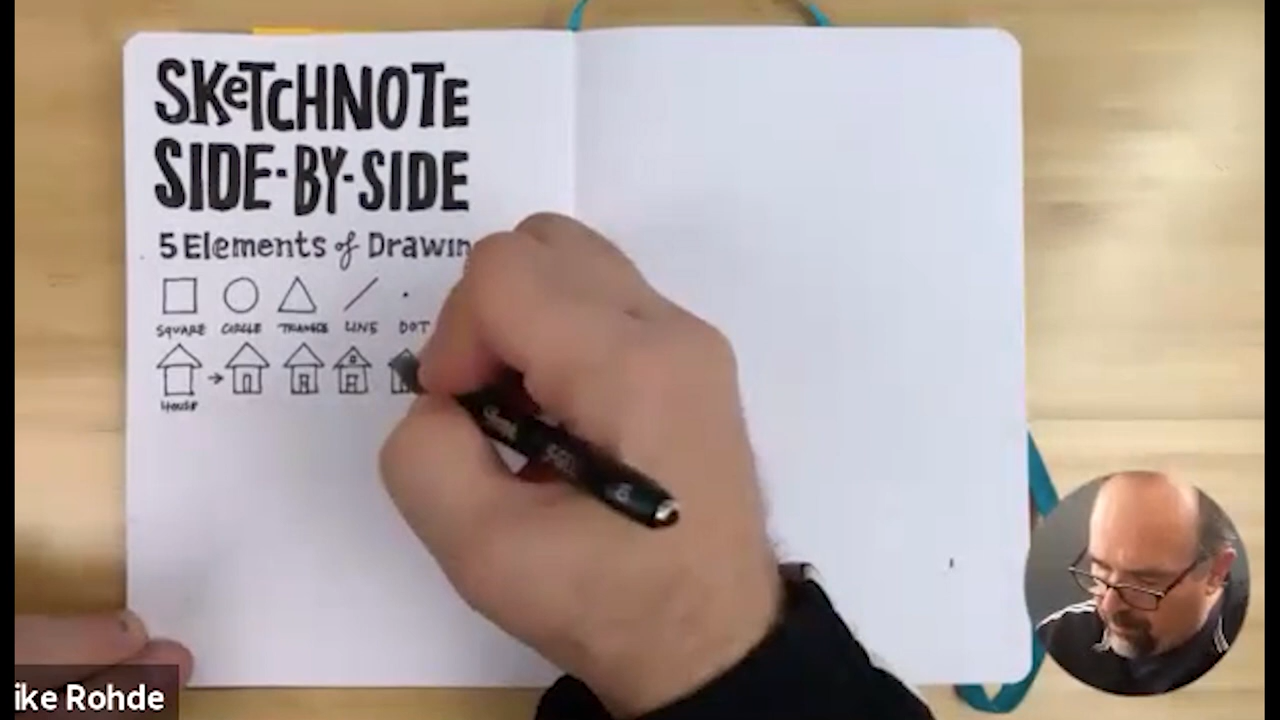 SKeTCHNOTE
SIDE-BY-SIDE
5 Elements of Drawin
SQUARE CIRCLE TRIANGLE LINE DOT
HOUSE
ike Rohde